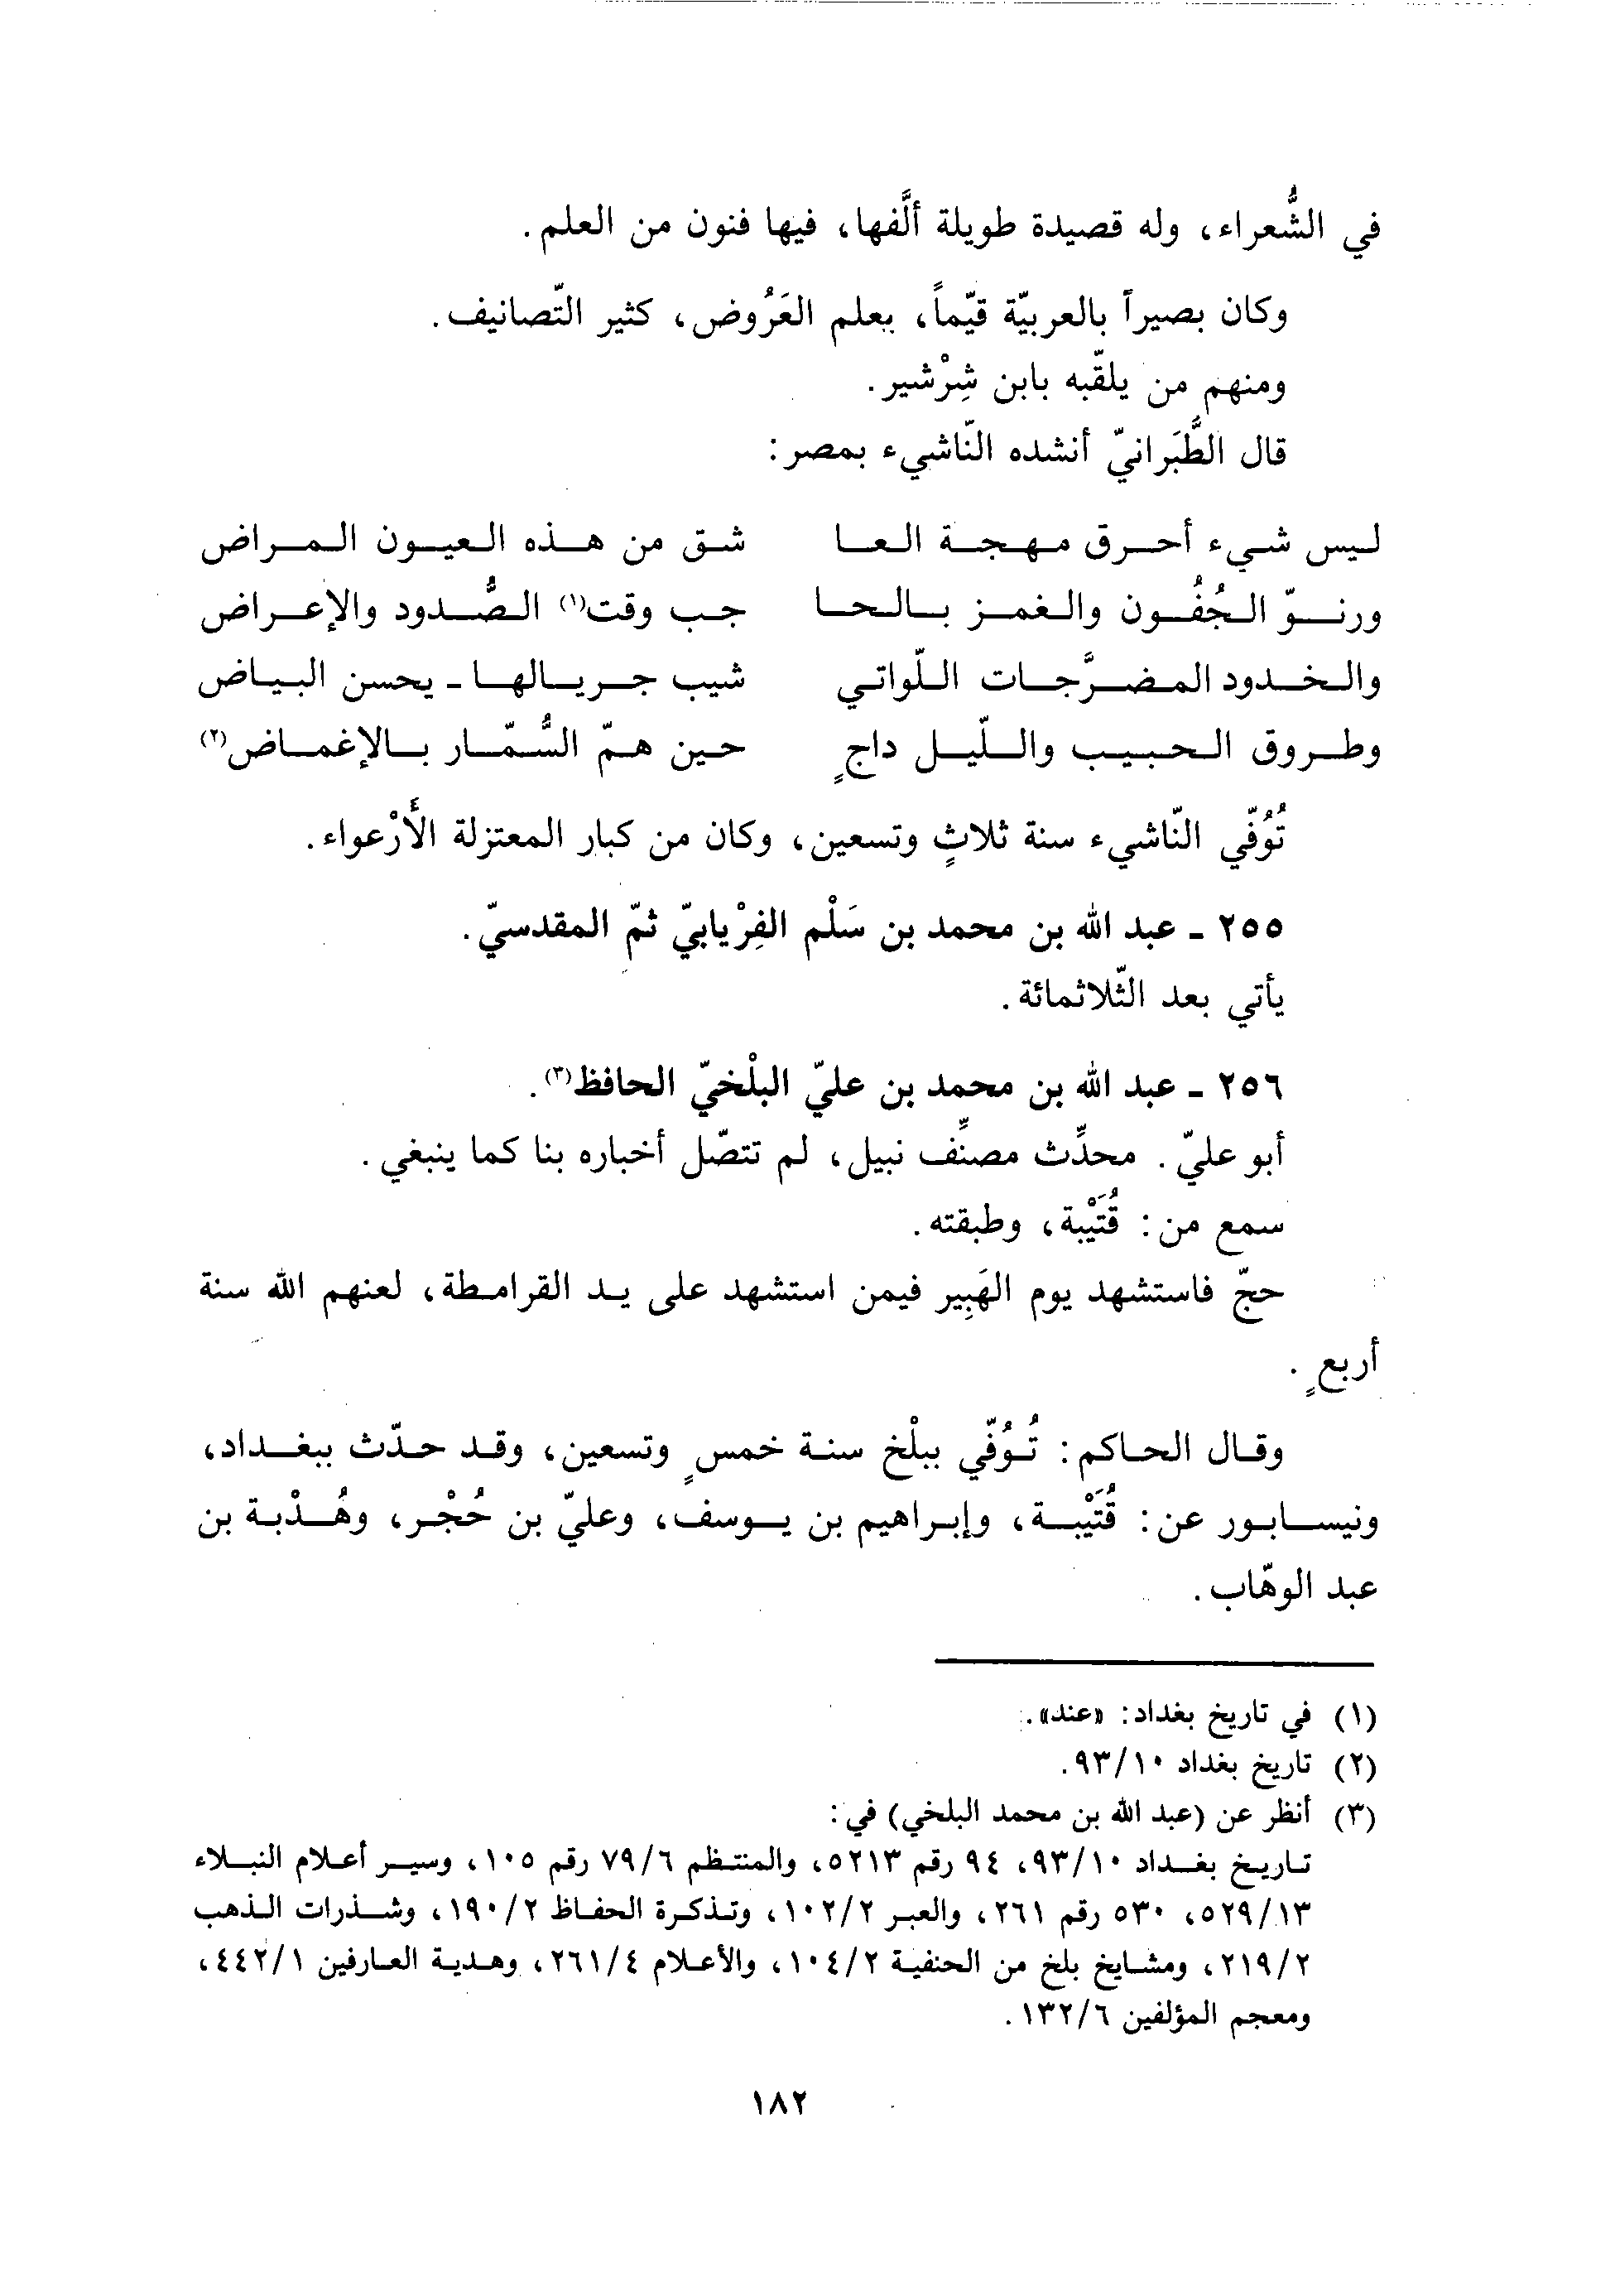 في الشُّعراء، وله قصيدة طويلة ألَّفها، فيها فنون من العلم.
وكان بصيراً بالعربيّة قيّماً، بعلم العَرُوض، كثير التّصانيف.
ومنهم من يلقّبه بابن شِرْشير.
قال الطَّبَرانيّ أنشده النّاشيء بمصر:
ليس شيء أحرق مهجة العا شق من هذه العيون المراض
ورنوّ الجُفُون والغمز بالحا جب وقت(١) الصُّدود والإعراض
والخدود المضرَّجات اللّواتي شيب جريالها ـ يحسن البياض
وطروق الحبيب واللّيل داجٍ حين همّ السُّمّار بالإغماض(٢)
تُوُفّي النّاشيء سنة ثلاثٍ وتسعين، وكان من كبار المعتزلة الأَرْعواء.
٢٥٥ ـ عبد الله بن محمد بن سَلْم الفِرْيابيّ ثمّ المقدسيّ.
يأتي بعد الثّلاثمائة.
٢٥٦ ـ عبد الله بن محمد بن عليّ البلْخيّ الحافظ(٣).
أبو عليّ. محدِّث مصنِّف نبيل، لم تتصّل أخباره بنا كما ينبغي.
سمع من: قُتَيْبة، وطبقته.
حجّ فاستشهد يوم الهَبِير فيمن استشهد على يد القرامطة، لعنهم الله سنة
أربعٍ.
وقال الحاكم: تُوُفّي ببلْخ سنة خمسٍ وتسعين، وقد حدّث ببغداد،
ونيسابور عن: قُتَيْبة، وإبراهيم بن يوسف، وعليّ بن حُجْر، وهُدْبة بن
عبد الوهّاب.
(١) في تاريخ بغداد: «عند».
(٢) تاريخ بغداد ٩٣/١٠.
(٣) أنظر عن (عبد الله بن محمد البلخي) في:
تاريخ بغداد ٩٣/١٠، ٩٤ رقم ٥٢١٣، والمنتظم ٧٩/٦ رقم ١٠٥، وسير أعلام النبلاء
٥٢٩/١٣، ٥٣٠ رقم ٢٦١، والعبر ١٠٢/٢، وتذكرة الحفاظ ١٩٠/٢، وشذرات الذهب
٢١٩/٢، ومشايخ بلخ من الحنفية ١٠٤/٢، والأعلام ٢٦١/٤، وهدية العارفين ٤٤٢/١،
ومعجم المؤلفين ١٣٢/٦.
١٨٢